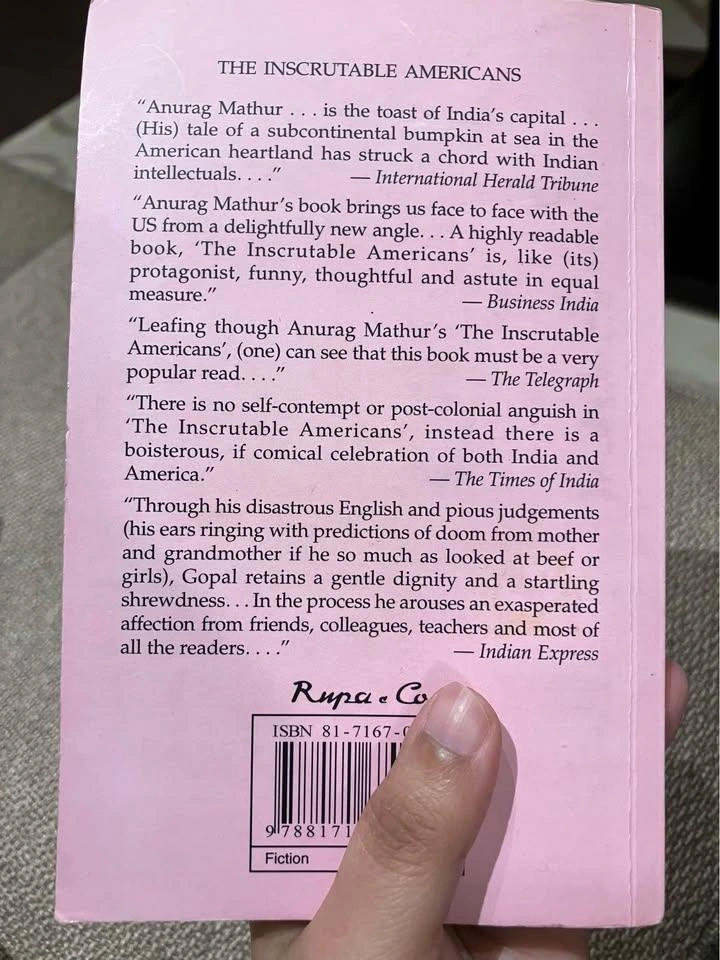 THE INSCRUTABLE AMERICANS
“Anurag Mathur . . . is the toast of India’s capital . . .
(His) tale of a subcontinental bumpkin at sea in the
American heartland has struck a chord with Indian
intellectuals. . . .” — International Herald Tribune
“Anurag Mathur’s book brings us face to face with the
US from a delightfully new angle. . . A highly readable
book, ‘The Inscrutable Americans’ is, like (its)
protagonist, funny, thoughtful and astute in equal
measure.” — Business India
“Leafing though Anurag Mathur’s ‘The Inscrutable
Americans’, (one) can see that this book must be a very
popular read. . . .” — The Telegraph
“There is no self-contempt or post-colonial anguish in
‘The Inscrutable Americans’, instead there is a
boisterous, if comical celebration of both India and
America.” — The Times of India
“Through his disastrous English and pious judgements
(his ears ringing with predictions of doom from mother
and grandmother if he so much as looked at beef or
girls), Gopal retains a gentle dignity and a startling
shrewdness. . . In the process he arouses an exasperated
affection from friends, colleagues, teachers and most of
all the readers. . . .” — Indian Express
Rupa & Co
ISBN 81-7167-
9 788171
Fiction